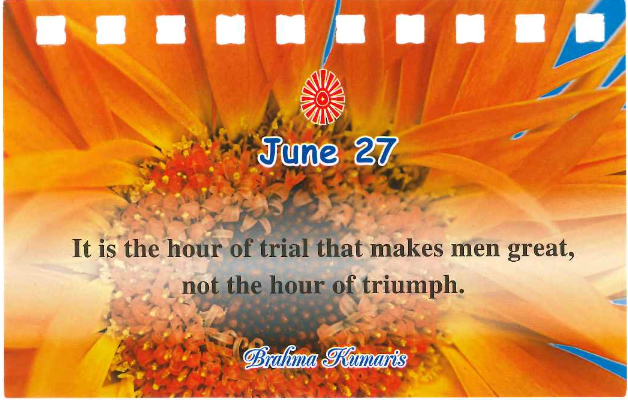 June 27
It is the hour of trial that makes men great,
not the hour of triumph.
Brahma Kumaris